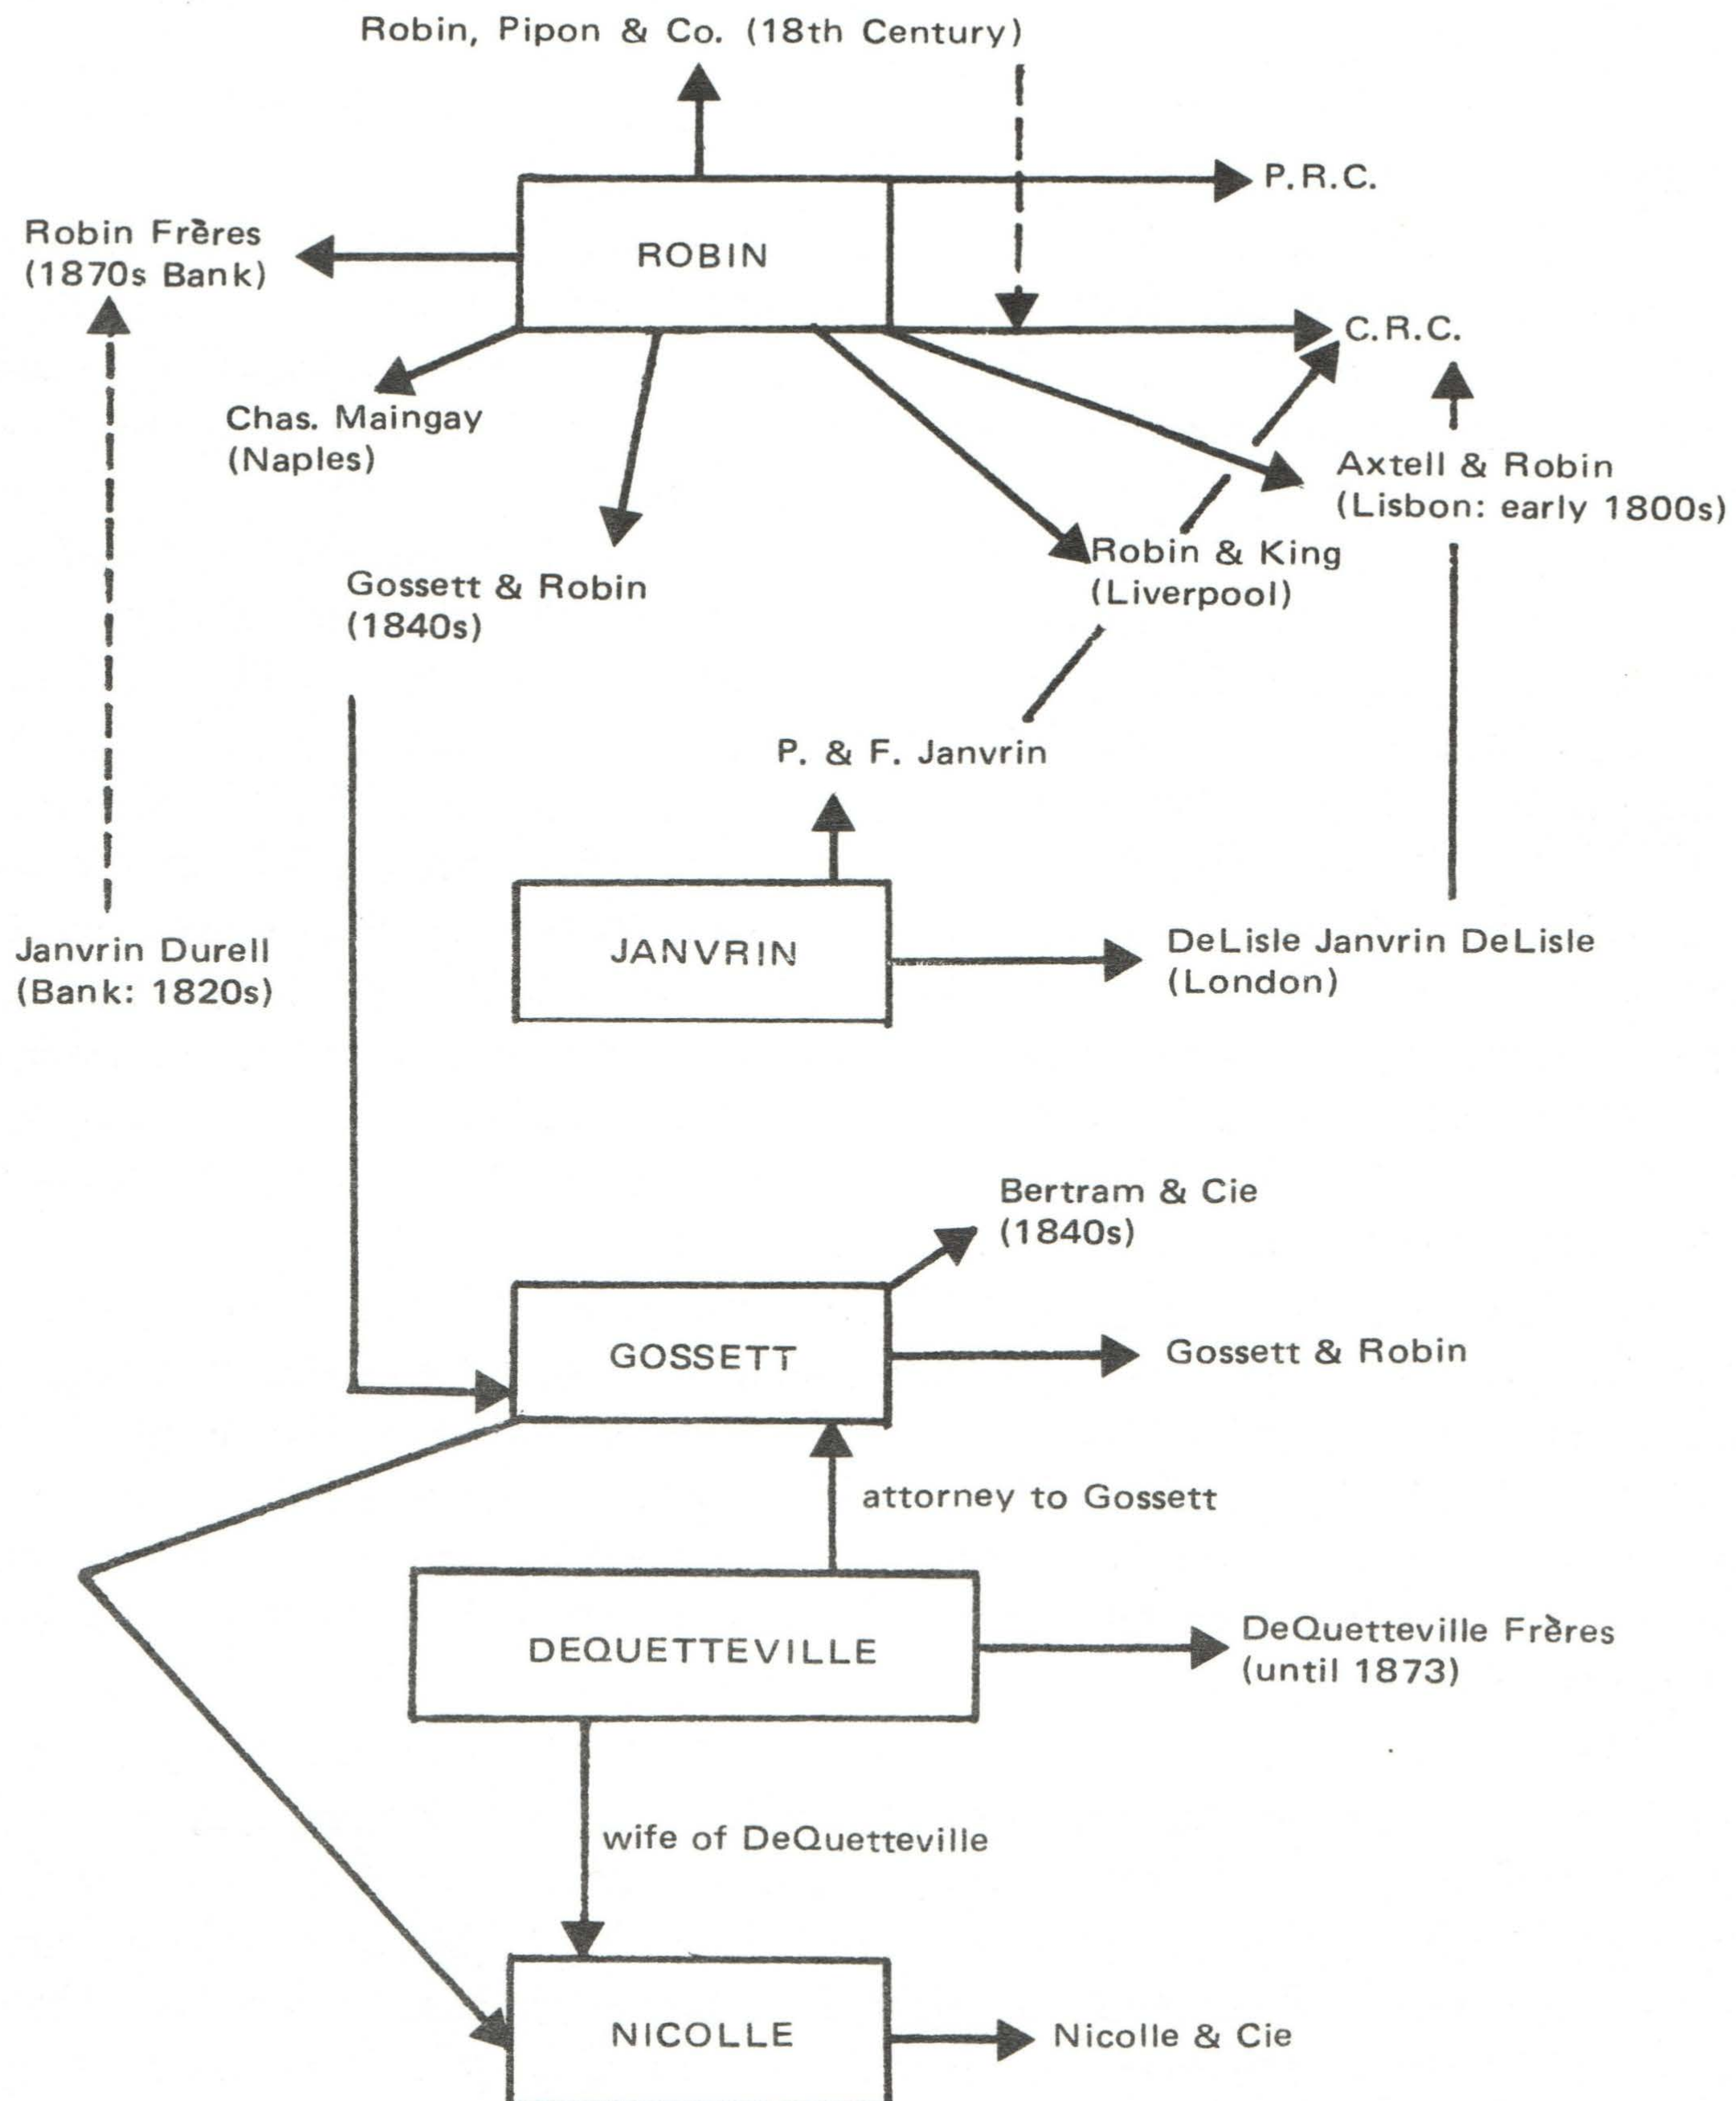 Robin, Pipon & Co. (18th Century)
P.R.C.
Robin Frères
(1870s Bank)
ROBIN
C.R.C.
Chas. Maingay
(Naples)
Axtell & Robin
(Lisbon: early 1800s)
Robin & King
(Liverpool)
Gossett & Robin
(1840s)
P. & F. Janvrin
JANVRIN
DeLisle Janvrin DeLisle
(London)
Janvrin Durell
(Bank: 1820s)
Bertram & Cie
(1840s)
GOSSETT
Gossett & Robin
attorney to Gossett
DEQUETTEVILLE
DeQuetteville Frères
(until 1873)
wife of DeQuetteville
NICOLLE
Nicolle & Cie